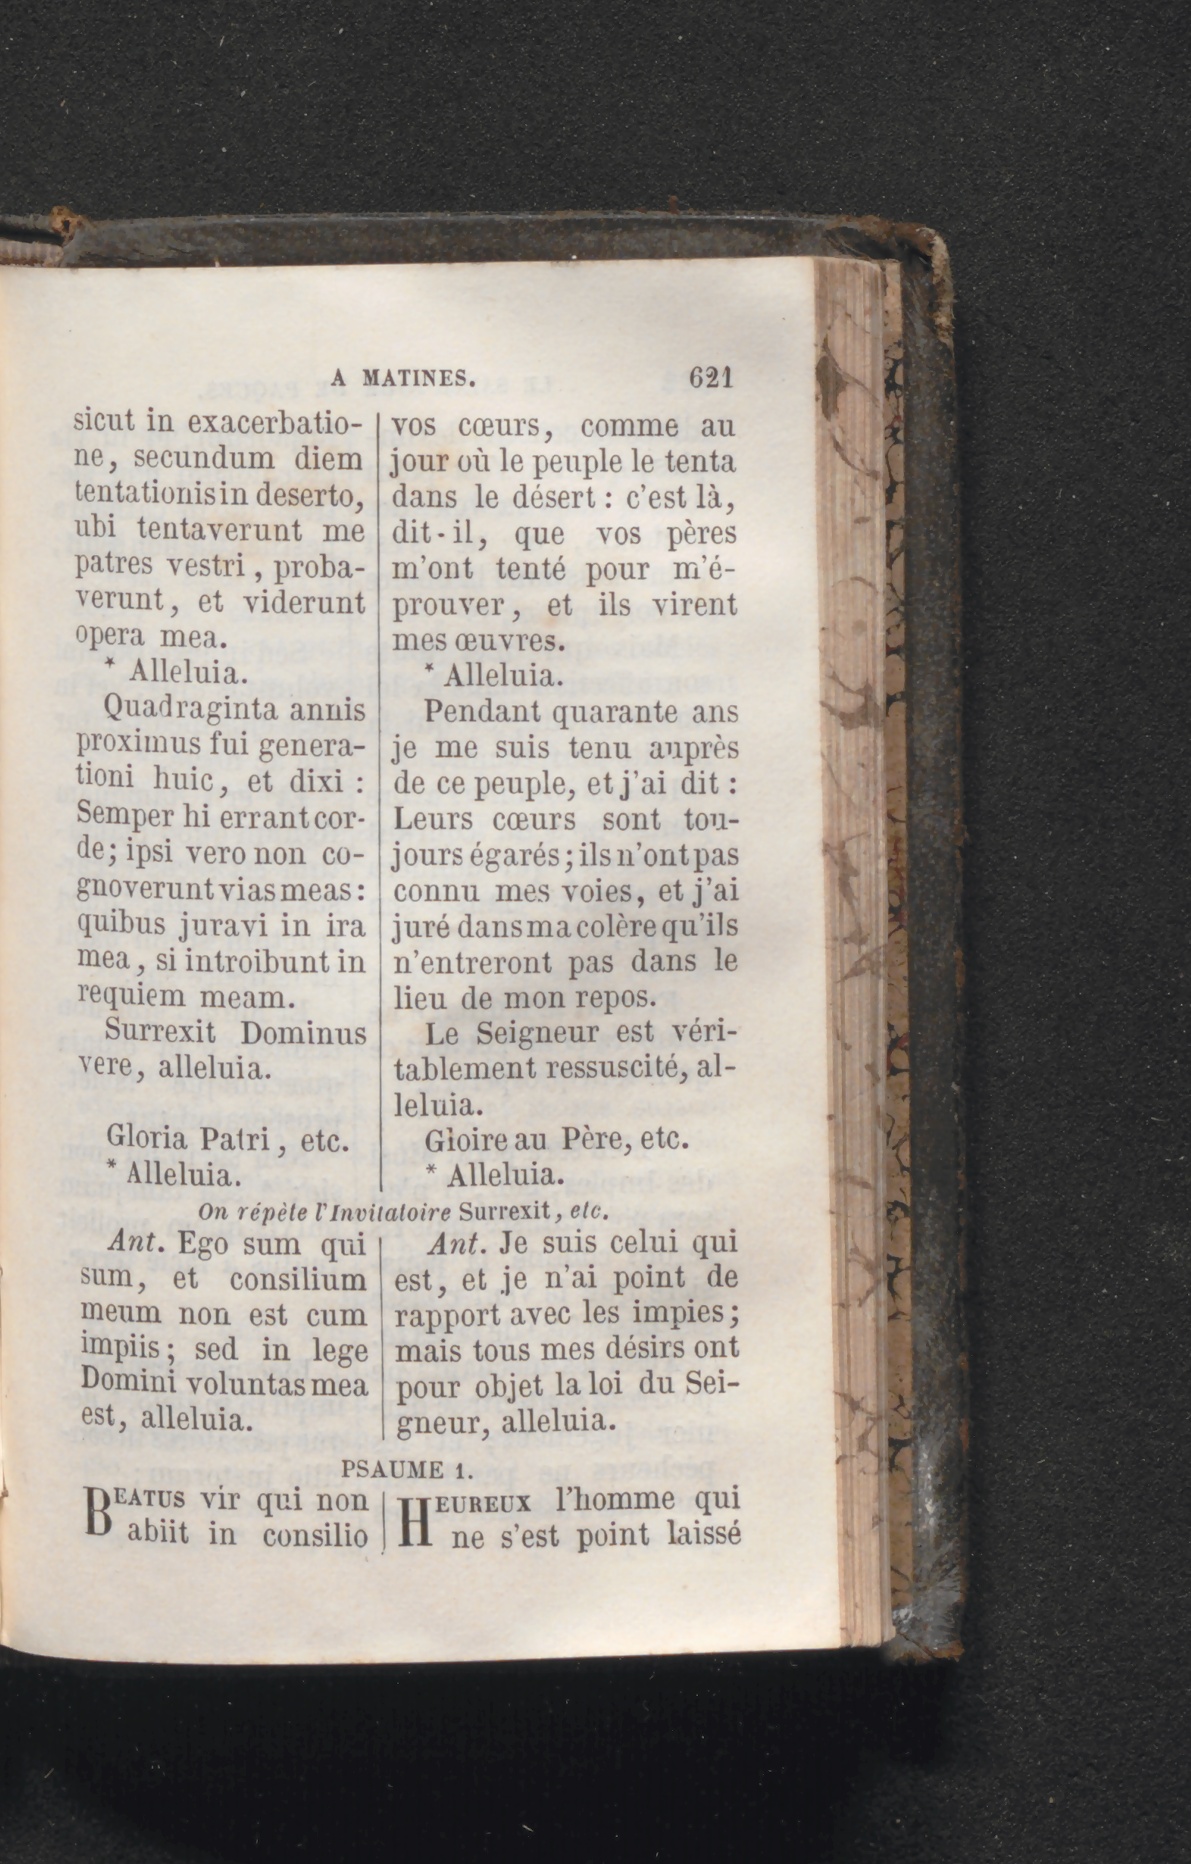 A MATINES. 621
sicut in exacerbatio-
ne, secundum diem
tentationis in deserto,
ubi tentaverunt me
patres vestri, proba-
verunt, et viderunt
opera mea.
* Alleluia.
Quadraginta annis
proximus fui genera-
tioni huic, et dixi :
Semper hi errant cor-
de; ipsi vero non co-
gnoverunt vias meas :
quibus juravi in ira
mea, si introibunt in
requiem meam.
Surrexit Dominus
vere, alleluia.
Gloria Patri, etc.
* Alleluia.
vos cœurs, comme au
jour où le peuple le tenta
dans le désert : c'est là,
dit-il, que vos pères
m'ont tenté pour m'é-
prouver, et ils virent
mes œuvres.
* Alleluia.
Pendant quarante ans
je me suis tenu auprès
de ce peuple, et j'ai dit :
Leurs cœurs sont tou-
jours égarés; ils n'ont pas
connu mes voies, et j'ai
juré dans ma colère qu'ils
n'entreront pas dans le
lieu de mon repos.
Le Seigneur est véri-
tablement ressuscité, al-
leluia.
Gloire au Père, etc.
* Alleluia.
On répète l'Invitatoire Surrexit, etc.
Ant. Ego sum qui
sum, et consilium
meum non est cum
impiis; sed in lege
Domini voluntas mea
est, alleluia.
Ant. Je suis celui qui
est, et je n'ai point de
rapport avec les impies;
mais tous mes désirs ont
pour objet la loi du Sei-
gneur, alleluia.
PSAUME 1.
BEATUS vir qui non
abiit in consilio
HEUREUX l'homme qui
ne s'est point laissé